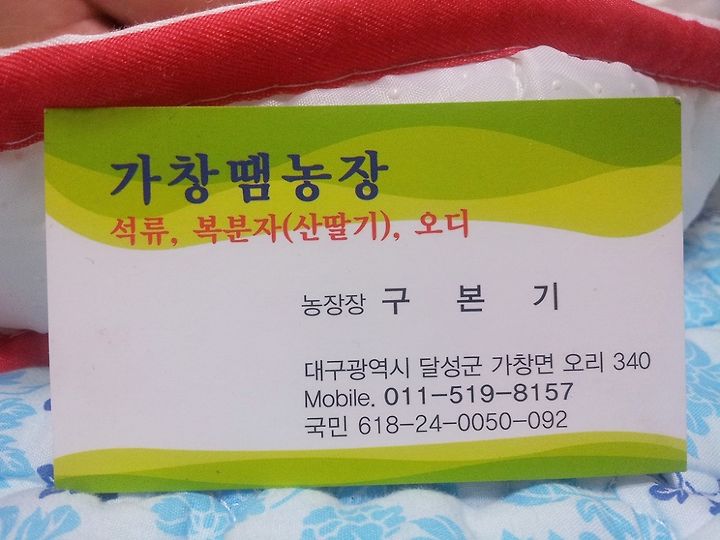 가창땜농장
석류, 복분자(산딸기), 오디
농장장 구 본 기
대구광역시 달성군 가창면 오리 340
Mobile. 011-519-8157
국민 618-24-0050-092